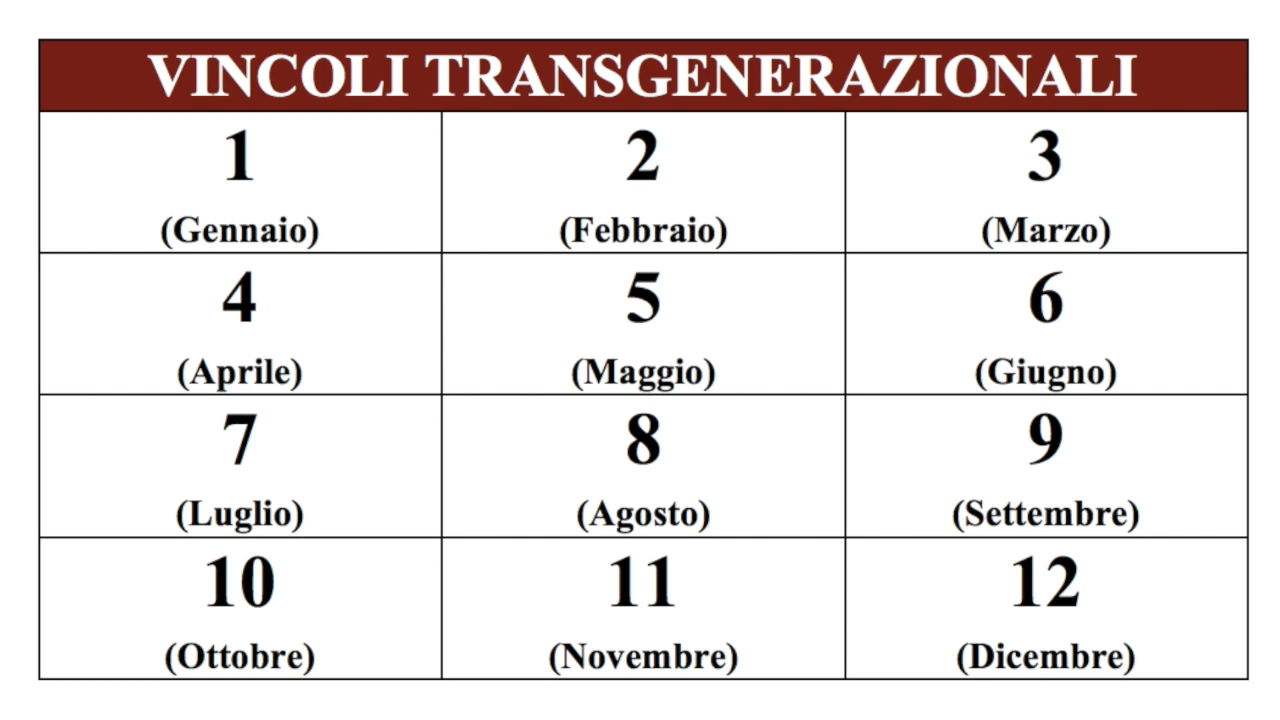 VINCOLI TRANSGENERAZIONALI
1 2 3
(Gennaio) (Febbraio) (Marzo)
4 5 6
(Aprile) (Maggio) (Giugno)
7 8 9
(Luglio) (Agosto) (Settembre)
10 11 12
(Ottobre) (Novembre) (Dicembre)